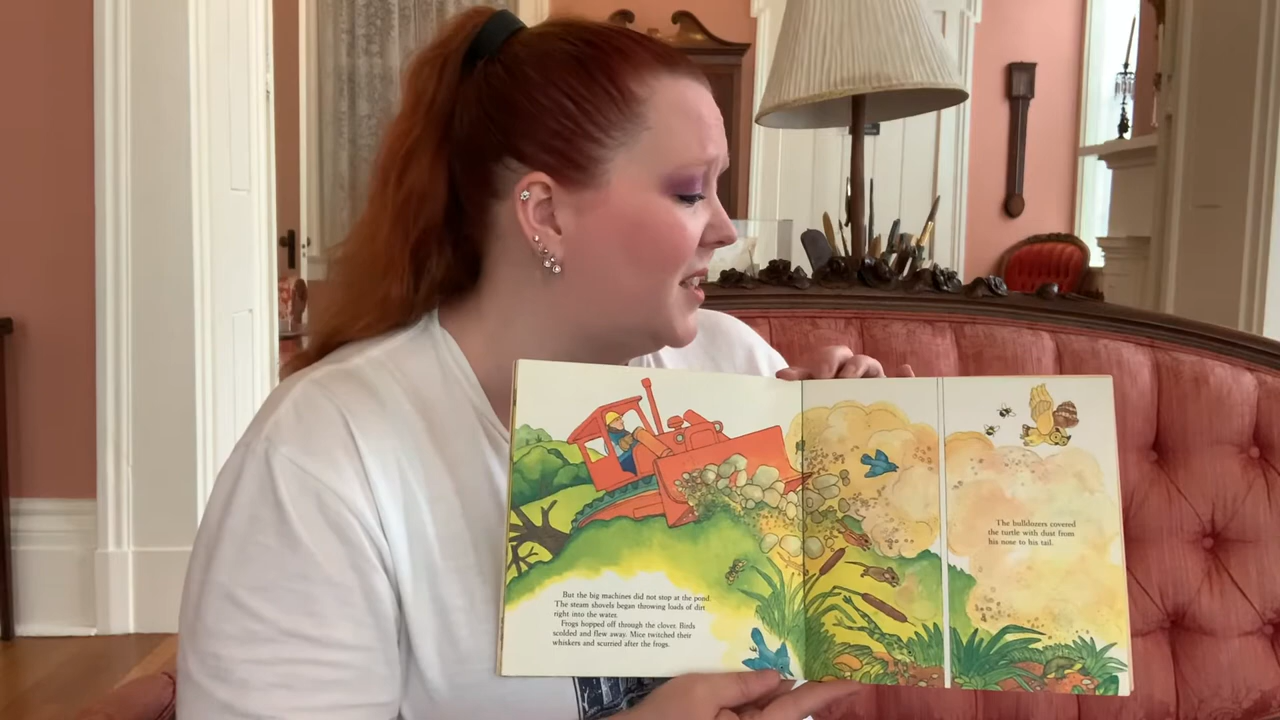 But the big machines did not stop at the pond.
The steam shovels began throwing loads of dirt
right into the water.
Frogs hopped off through the clover. Birds
scolded and flew away. Mice twitched their
whiskers and scurried after the frogs.
The bulldozers covered
the turtle with dust from
his nose to his tail.